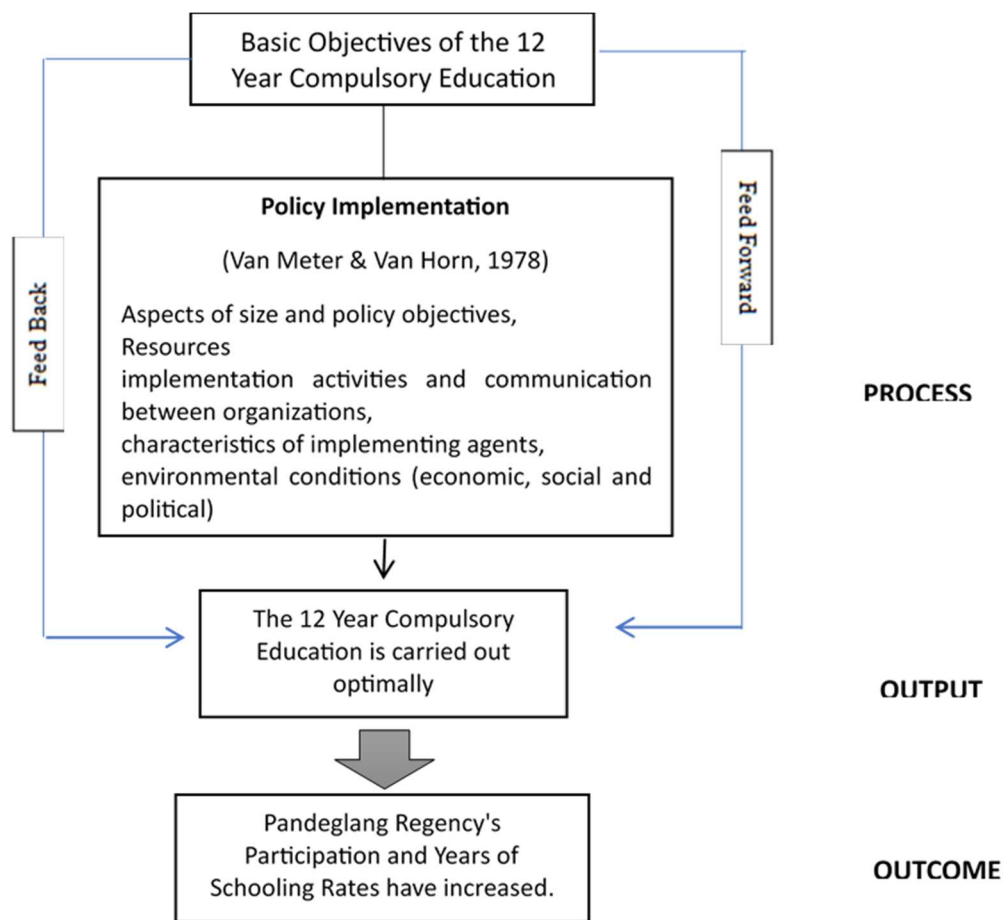 Basic Objectives of the 12
Year Compulsory Education
Feed Back
Feed Forward
Policy Implementation
(Van Meter & Van Horn, 1978)
Aspects of size and policy objectives,
Resources
implementation activities and communication
between organizations,
characteristics of implementing agents,
environmental conditions (economic, social and
political)
PROCESS
The 12 Year Compulsory
Education is carried out
optimally
OUTPUT
Pandeglang Regency's
Participation and Years of
Schooling Rates have increased.
OUTCOME